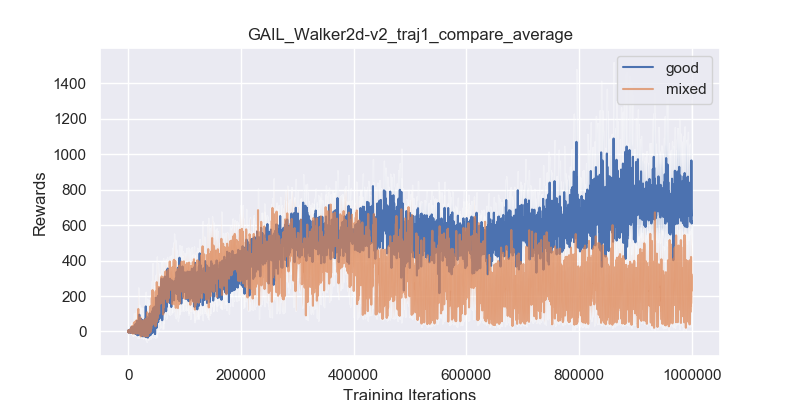 GAIL_Walker2d-v2_traj1_compare_average
good
mixed
1400
1200
1000
800
600
400
200
0
Rewards
0
200000
400000
600000
800000
1000000
Training Iterations